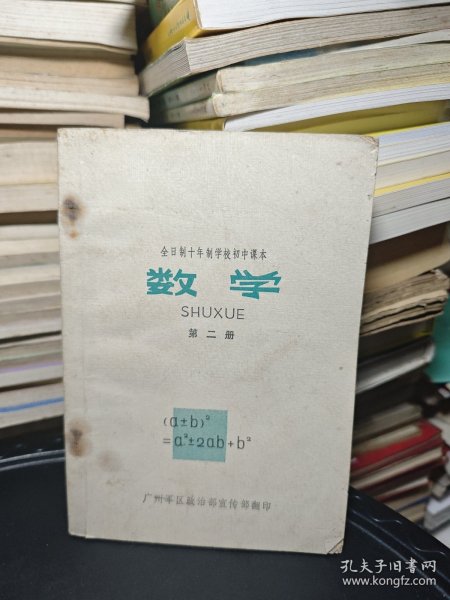 全日制十年制学校初中课本
数学
SHUXUE
第二册
(a±b)²
=a²±2ab+b²
广州军区政治部宣传部翻印
孔夫子旧书网
www.kongfz.com